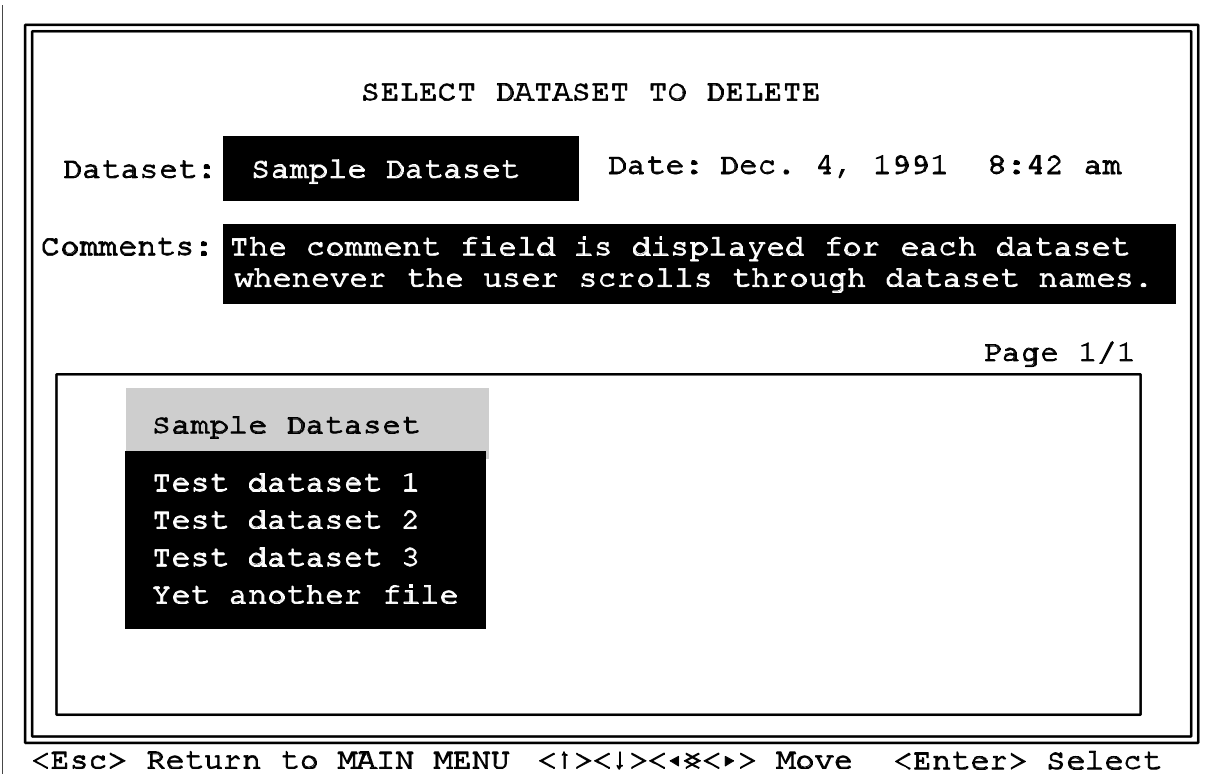 SELECT DATASET TO DELETE
Dataset: Sample Dataset Date: Dec. 4, 1991 8:42 am
Comments: The comment field is displayed for each dataset
whenever the user scrolls through dataset names.
Page 1/1
Sample Dataset
Test dataset 1
Test dataset 2
Test dataset 3
Yet another file
<Esc> Return to MAIN MENU <↑><↓><◂><▸> Move <Enter> Select